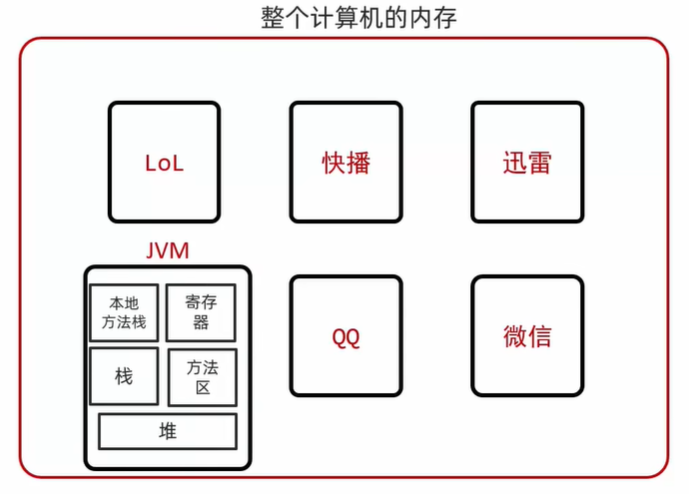 整个计算机的内存
LoL
快播
迅雷
JVM
本地
方法栈
寄存
器
栈
方法
区
堆
QQ
微信